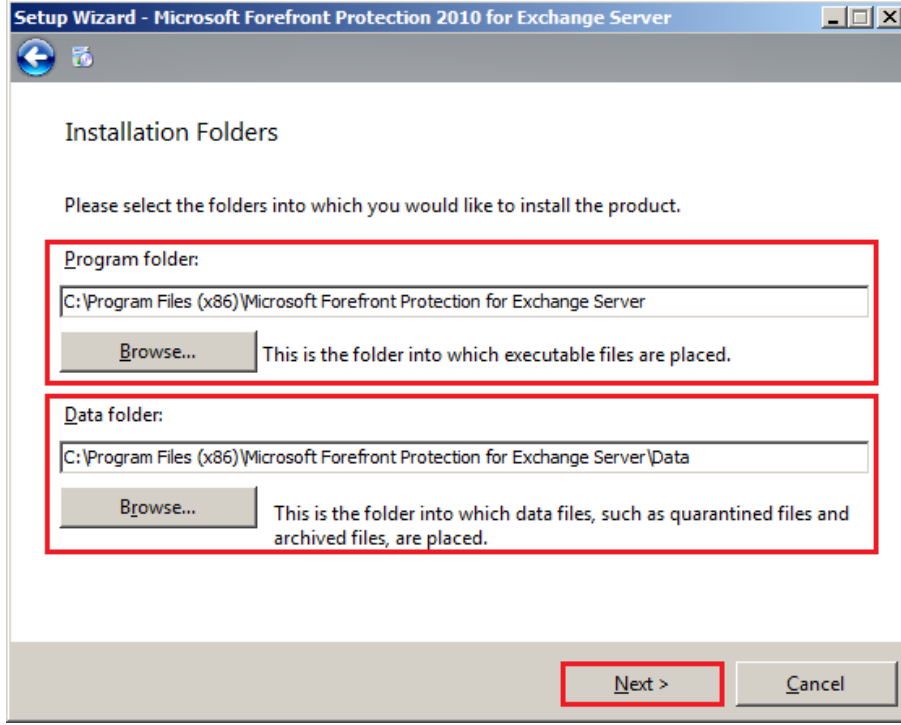 Setup Wizard - Microsoft Forefront Protection 2010 for Exchange Server
Installation Folders
Please select the folders into which you would like to install the product.
Program folder:
C:\Program Files (x86)\Microsoft Forefront Protection for Exchange Server
Browse... This is the folder into which executable files are placed.
Data folder:
C:\Program Files (x86)\Microsoft Forefront Protection for Exchange Server\Data
Browse... This is the folder into which data files, such as quarantined files and
archived files, are placed.
Next > Cancel